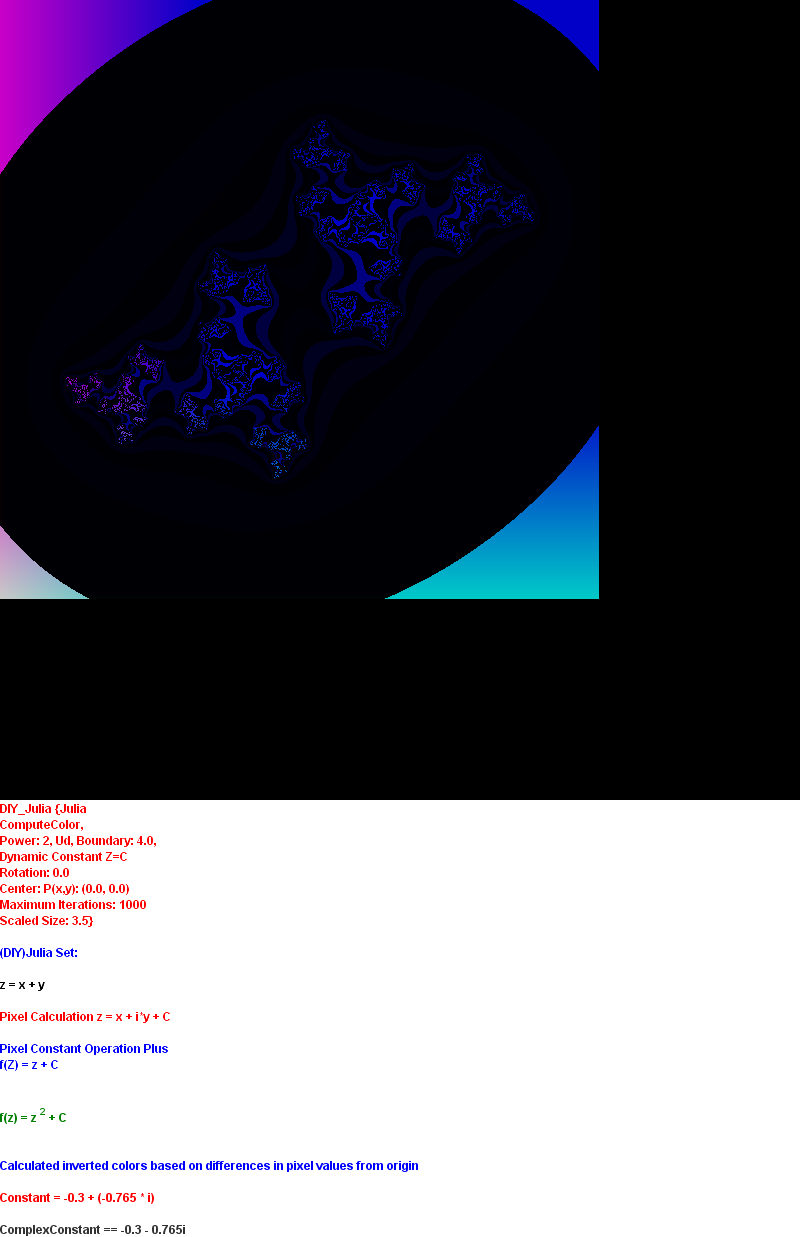 DIY_Julia {Julia
ComputeColor,
Power: 2, Ud, Boundary: 4.0,
Dynamic Constant Z=C
Rotation: 0.0
Center: P(x,y): (0.0, 0.0)
Maximum Iterations: 1000
Scaled Size: 3.5}
(DIY)Julia Set:
z = x + y
Pixel Calculation z = x + i*y + C
Pixel Constant Operation Plus
f(Z) = z + C
f(z) = z ² + C
Calculated inverted colors based on differences in pixel values from origin
Constant = -0.3 + (-0.765 * i)
ComplexConstant == -0.3 - 0.765i